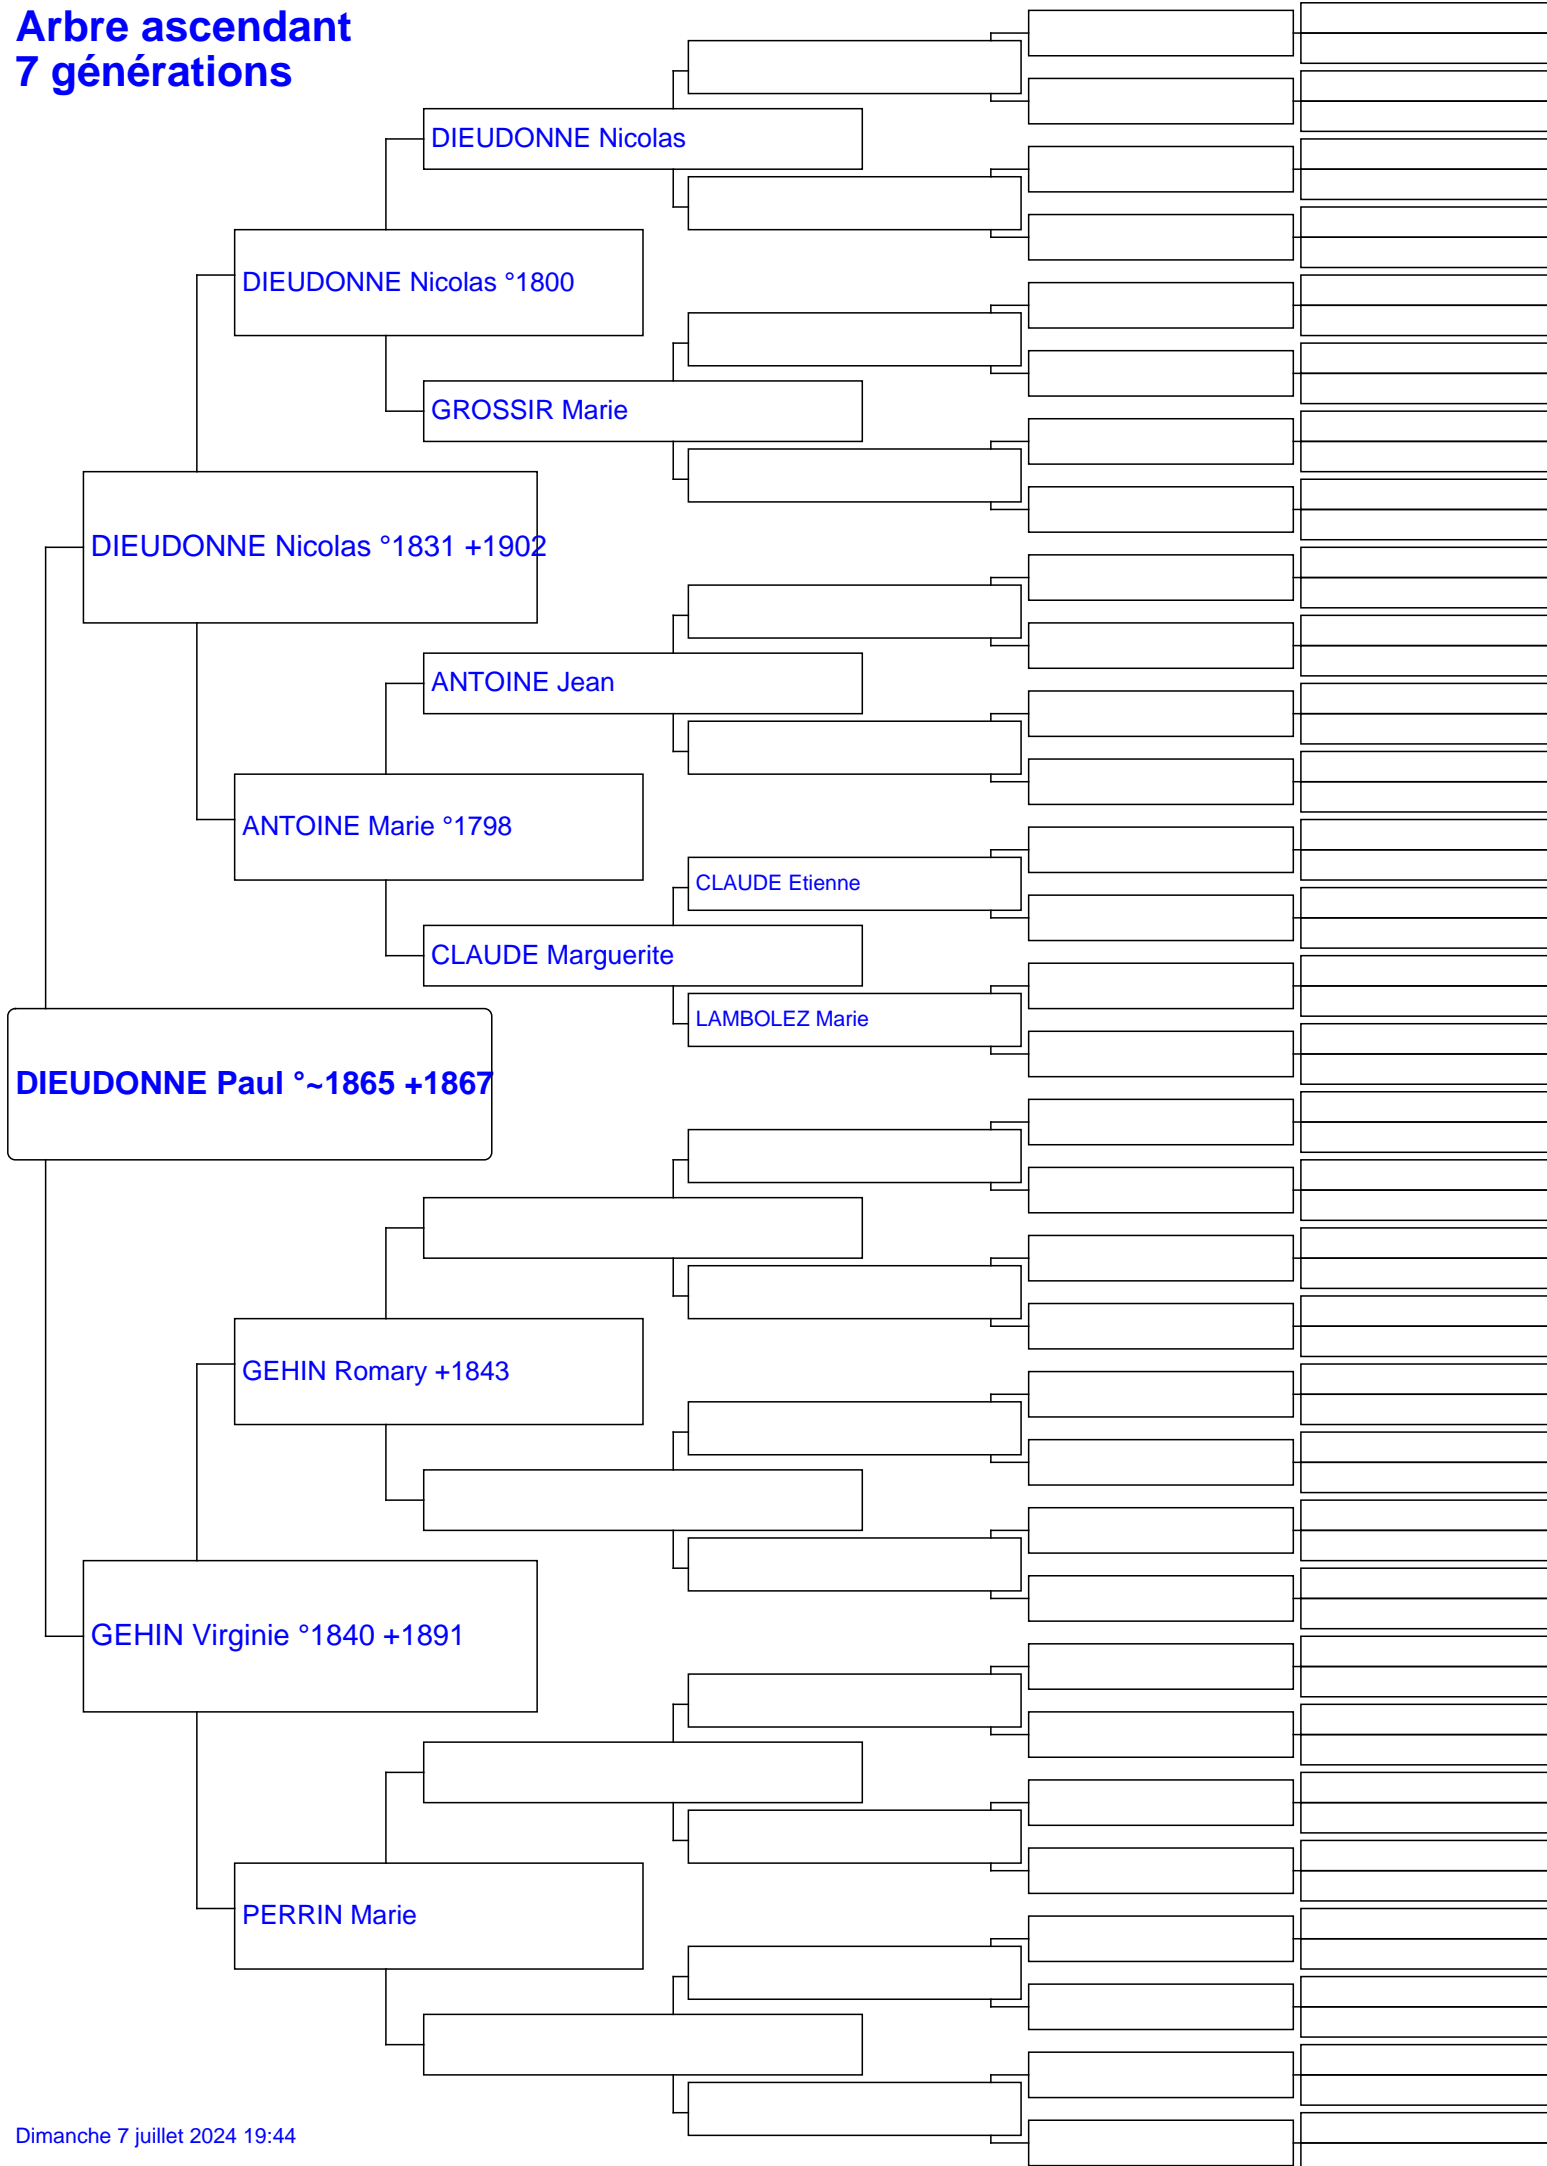 Arbre ascendant
7 générations
DIEUDONNE Nicolas
DIEUDONNE Nicolas °1800
GROSSIR Marie
DIEUDONNE Nicolas °1831 +1902
ANTOINE Jean
ANTOINE Marie °1798
CLAUDE Etienne
CLAUDE Marguerite
LAMBOLEZ Marie
DIEUDONNE Paul °~1865 +1867
GEHIN Romary +1843
GEHIN Virginie °1840 +1891
PERRIN Marie
Dimanche 7 juillet 2024 19:44